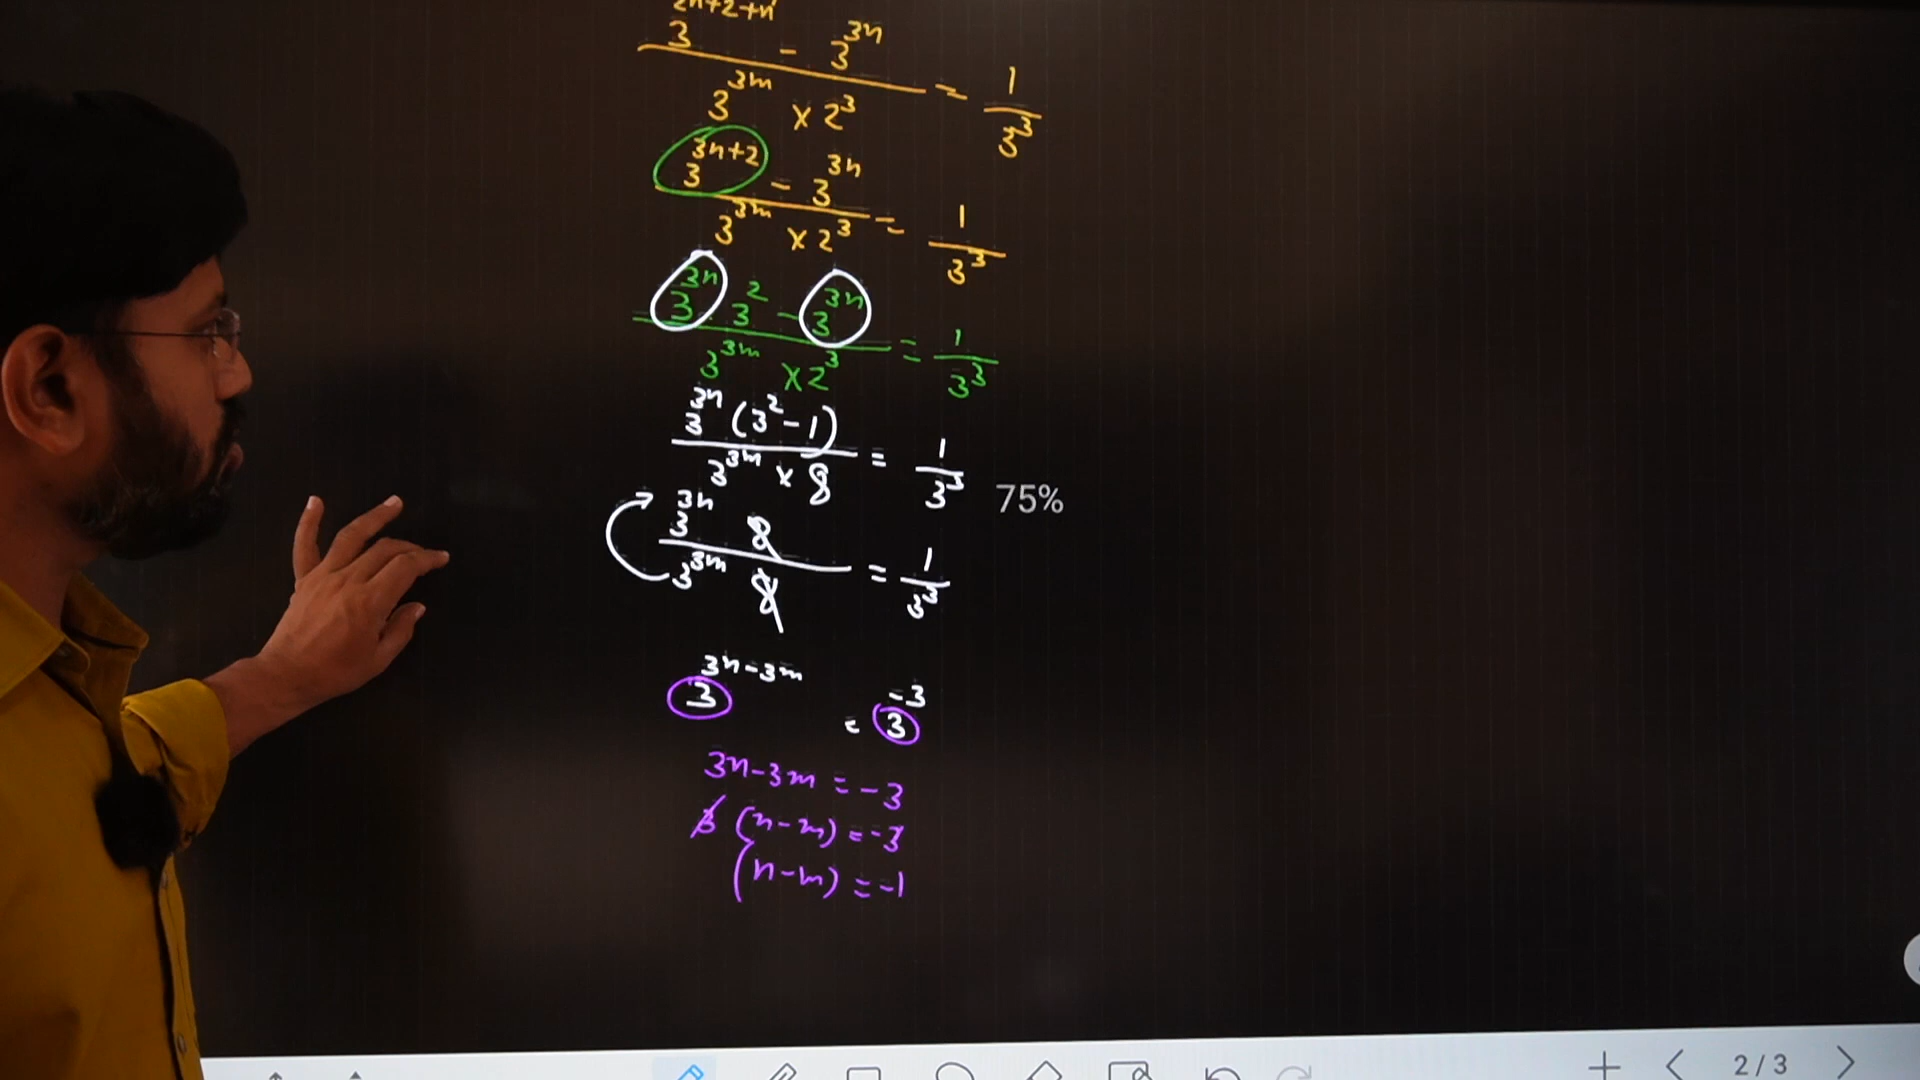 3^{2n+2+n} - 3^{3n} / 3^{3m} × 2^3 = 1 / 3^3
3^{3n+2} - 3^{3n} / 3^{3m} × 2^3 = 1 / 3^3
3^{3n} 3^2 - 3^{3n} / 3^{3m} × 2^3 = 1 / 3^3
3^{3n} (3^2 - 1) / 3^{3m} × 8 = 1 / 3^3
75%
3^{3n} 8 / 3^{3m} 8 = 1 / 3^3
3^{3n-3m} = 3^{-3}
3n-3m = -3
3 (n-m) = -3
(n-m) = -1
2/3